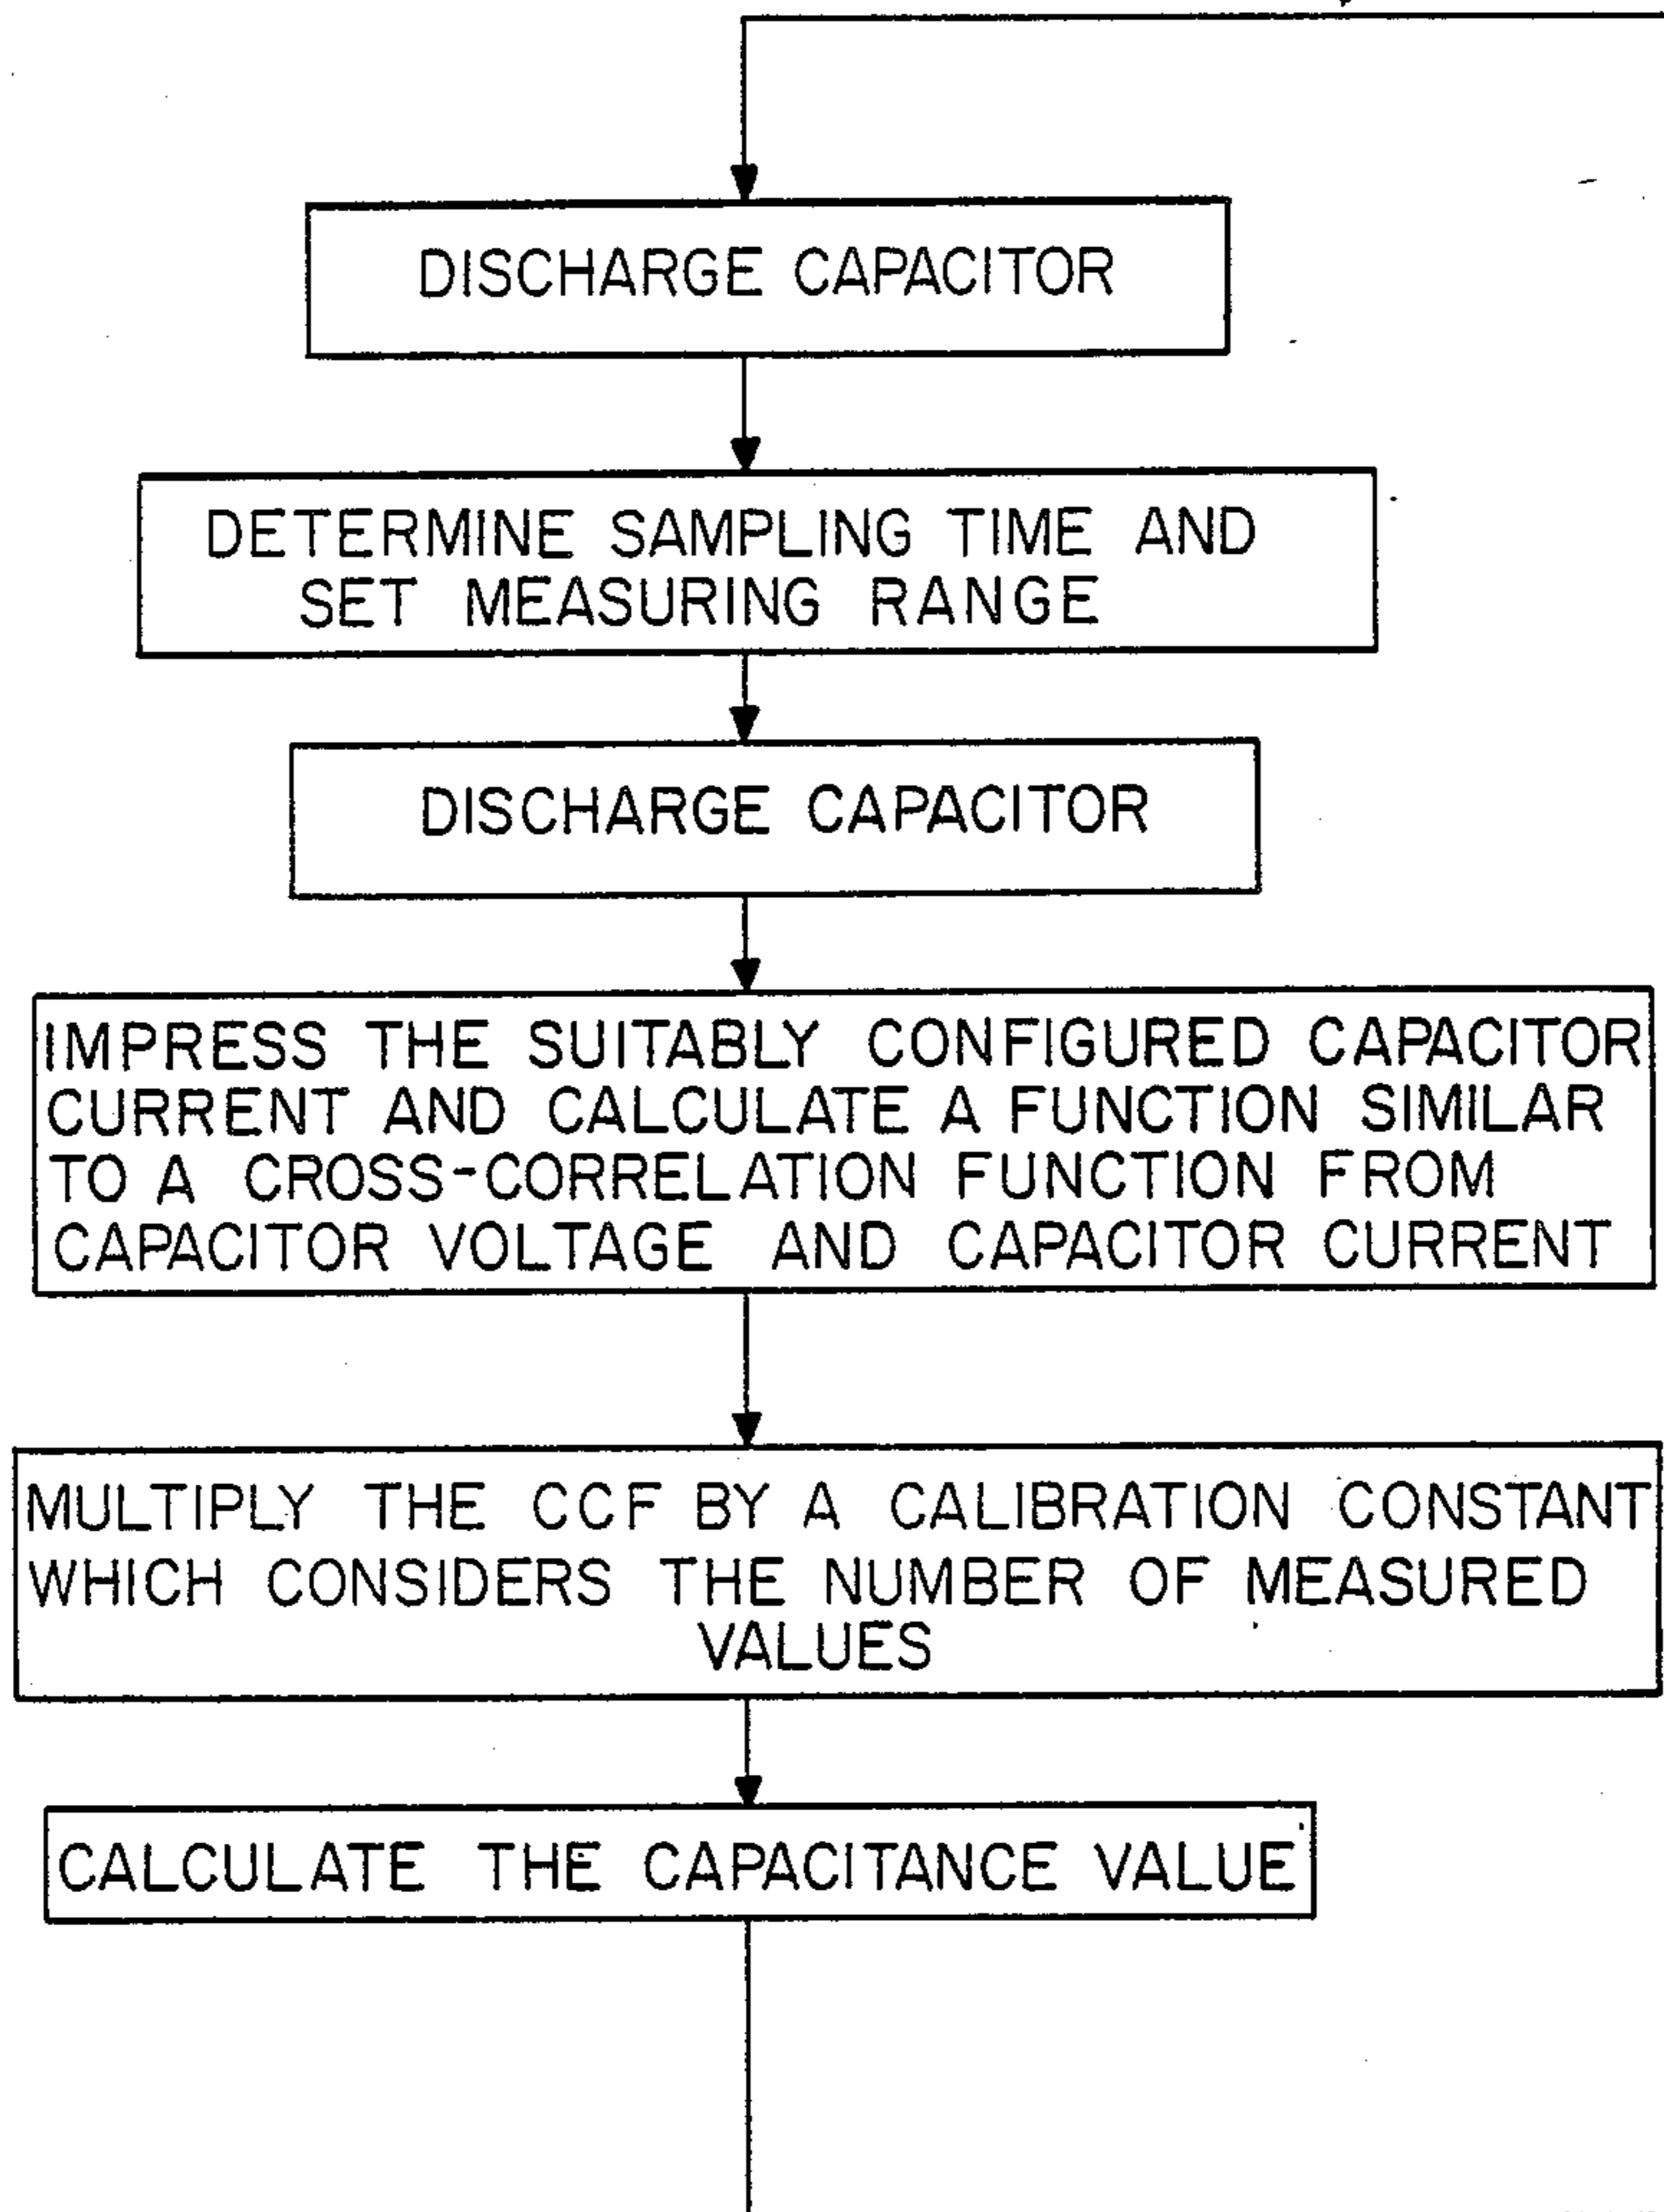 DISCHARGE CAPACITOR
DETERMINE SAMPLING TIME AND
SET MEASURING RANGE
DISCHARGE CAPACITOR
IMPRESS THE SUITABLY CONFIGURED CAPACITOR
CURRENT AND CALCULATE A FUNCTION SIMILAR
TO A CROSS-CORRELATION FUNCTION FROM
CAPACITOR VOLTAGE AND CAPACITOR CURRENT
MULTIPLY THE CCF BY A CALIBRATION CONSTANT
WHICH CONSIDERS THE NUMBER OF MEASURED
VALUES
CALCULATE THE CAPACITANCE VALUE